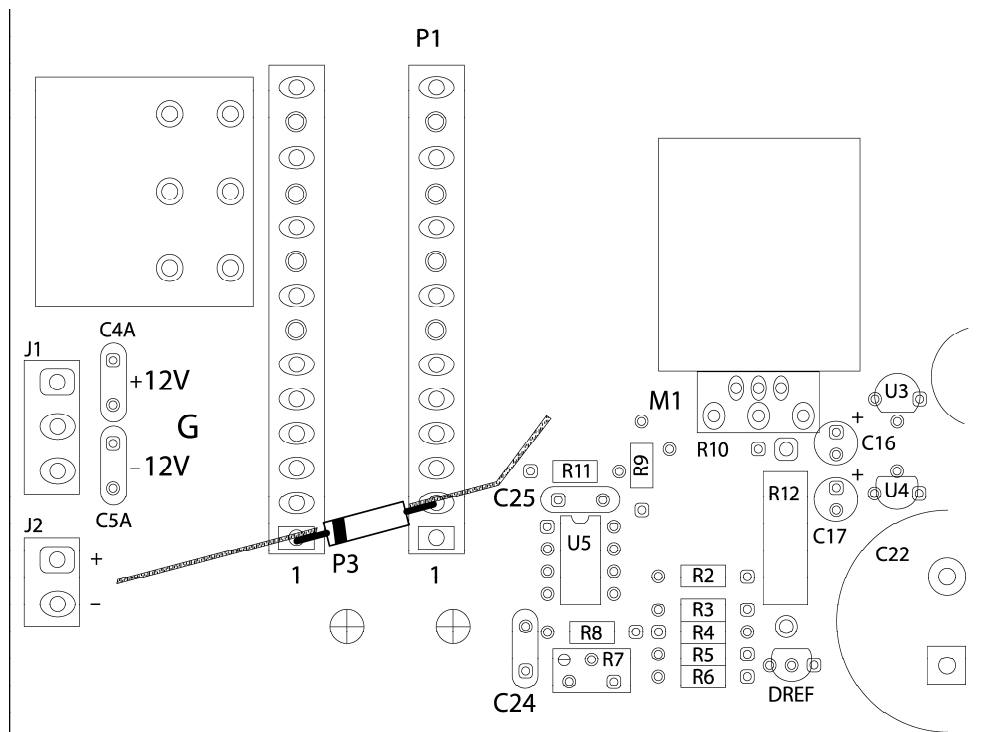 P1
C4A
J1
+12V
G
-12V
C5A
J2
+
−
1
P3
1
M1
R10
U3
+
C16
R9
R11
C25
R12
+
U4
C17
U5
C22
R2
R3
R8
R4
R7
R5
R6
DREF
C24